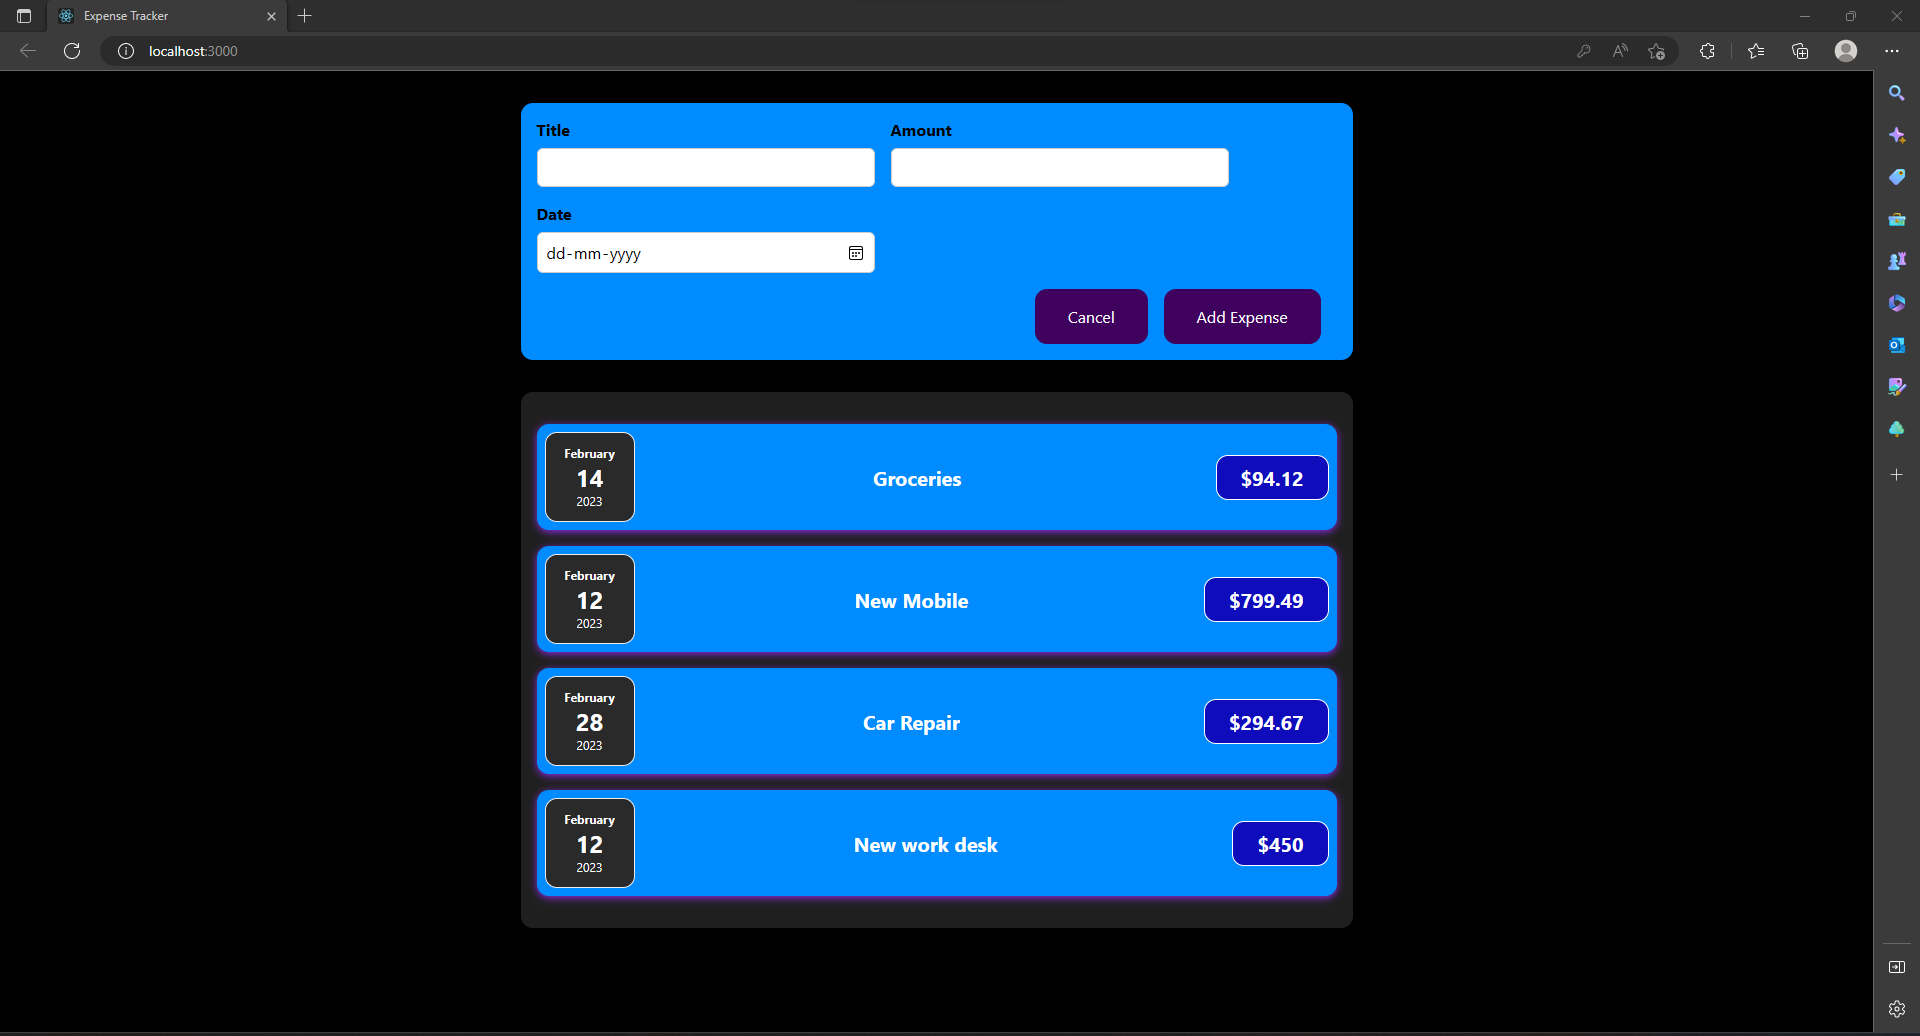 Expense Tracker
localhost:3000
Title
Amount
Date
dd-mm-yyyy
Cancel
Add Expense
February
14
2023
Groceries
$94.12
February
12
2023
New Mobile
$799.49
February
28
2023
Car Repair
$294.67
February
12
2023
New work desk
$450